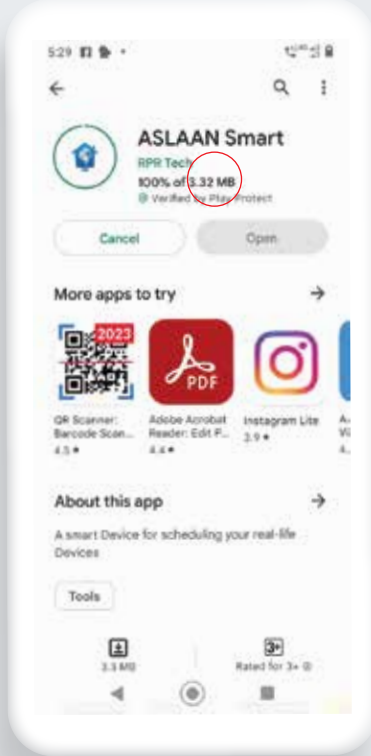 5:29
ASLAAN Smart
RPR Tech
100% of 3.32 MB
Verified by Play Protect
Cancel
Open
More apps to try
2023
PDF
QR Scanner:
Barcode Scan...
4.5★
Adobe Acrobat
Reader: Edit P...
4.4★
Instagram Lite
3.9★
About this app
A smart Device for scheduling your real-life
Devices
Tools
3.3 MB
3+
Rated for 3+